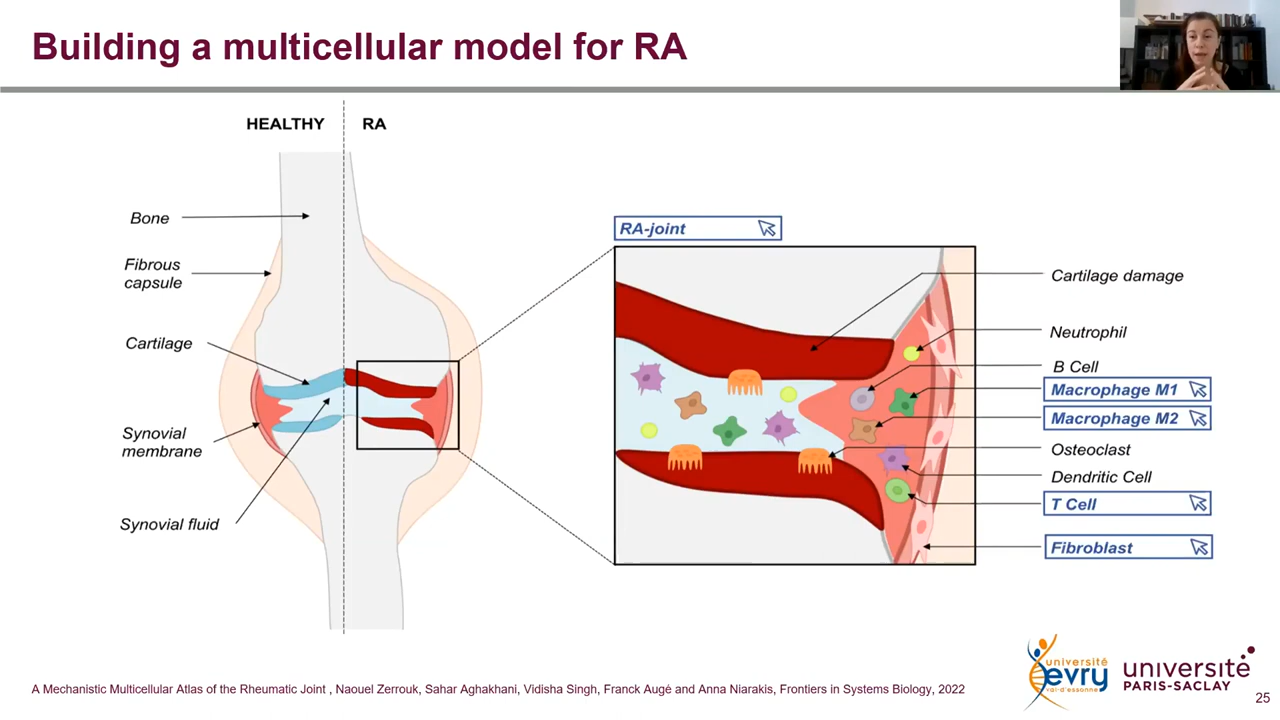 Building a multicellular model for RA
HEALTHY
RA
Bone
Fibrous
capsule
Cartilage
Synovial
membrane
Synovial fluid
RA-joint
Cartilage damage
Neutrophil
B Cell
Macrophage M1
Macrophage M2
Osteoclast
Dendritic Cell
T Cell
Fibroblast
A Mechanistic Multicellular Atlas of the Rheumatic Joint , Naouel Zerrouk, Sahar Aghakhani, Vidisha Singh, Franck Augé and Anna Niarakis, Frontiers in Systems Biology, 2022
université
evry
val-d'essonne
université
PARIS-SACLAY
25